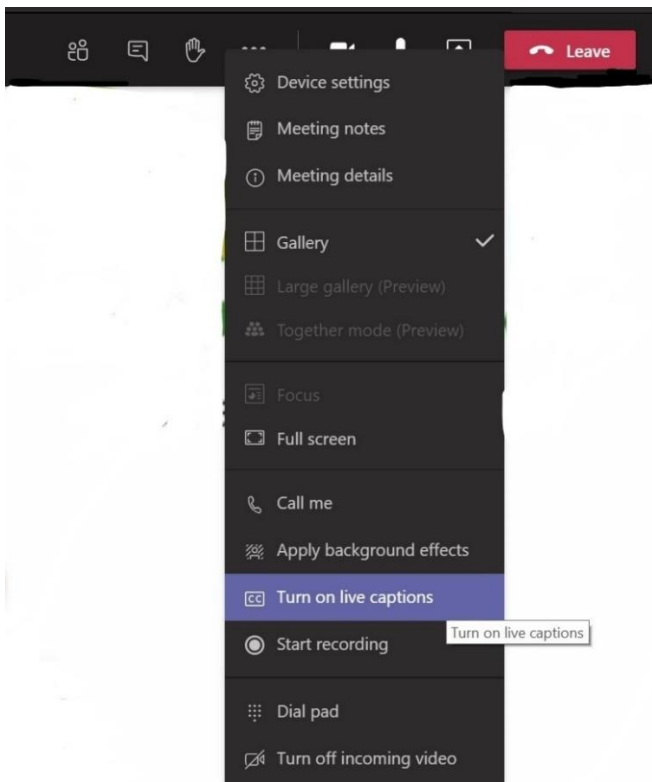 Leave
Device settings
Meeting notes
Meeting details
Gallery
Large gallery (Preview)
Together mode (Preview)
Focus
Full screen
Call me
Apply background effects
CC Turn on live captions
Turn on live captions
Start recording
Dial pad
Turn off incoming video